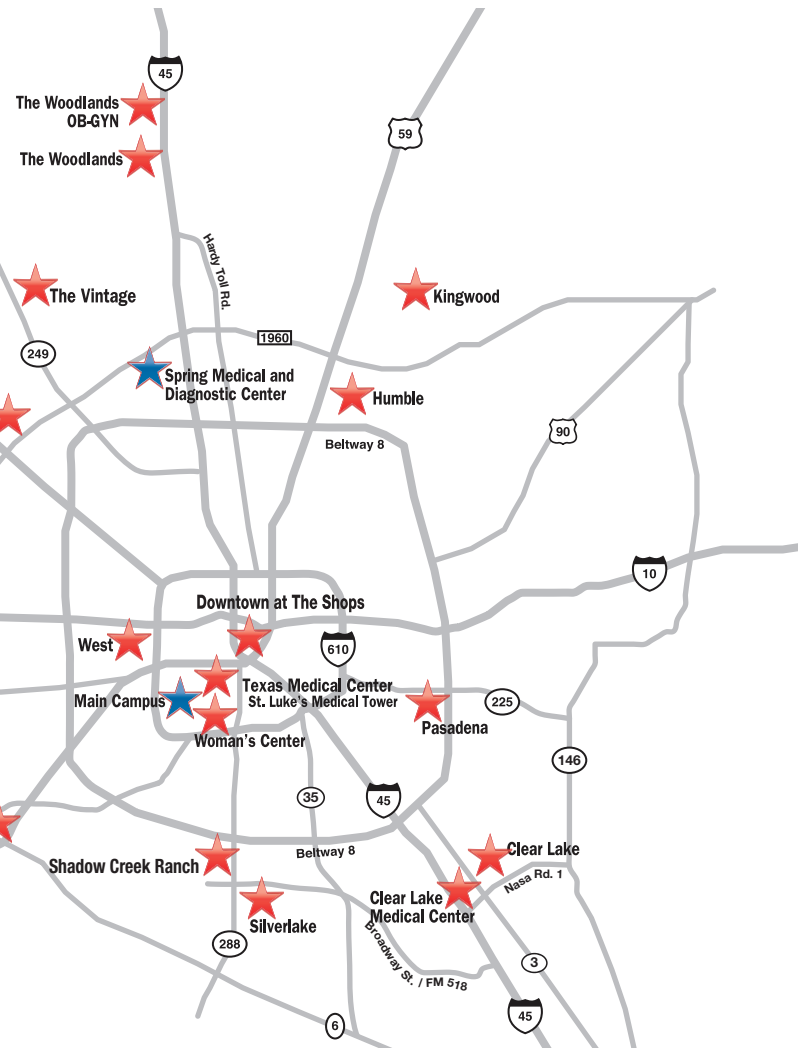 45
The Woodlands
OB-GYN
59
The Woodlands
Hardy Toll Rd.
The Vintage
Kingwood
1960
249
Spring Medical and
Diagnostic Center
Humble
90
Beltway 8
10
Downtown at The Shops
West
610
Texas Medical Center
St. Luke's Medical Tower
Main Campus
225
Pasadena
Woman's Center
146
35
45
Beltway 8
Clear Lake
Shadow Creek Ranch
Nasa Rd. 1
Clear Lake
Medical Center
Silverlake
Broadway St. / FM 518
288
3
45
6